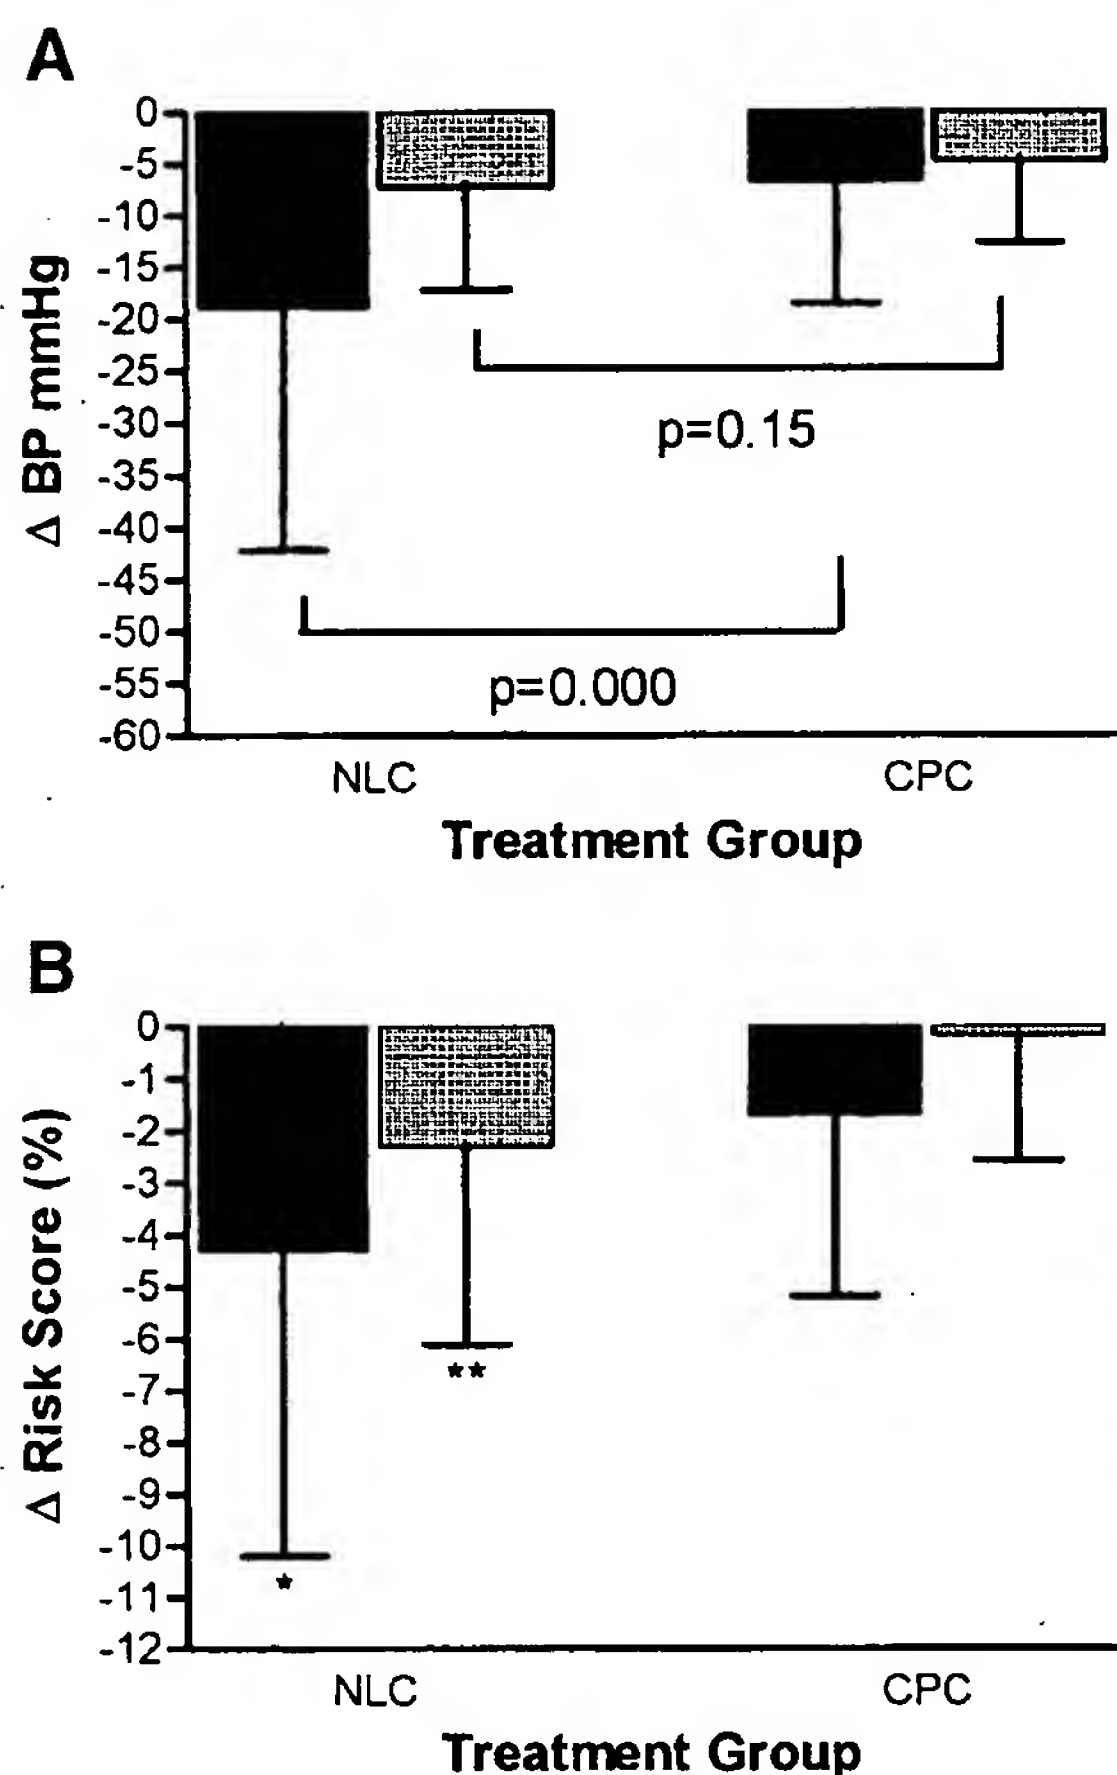 A
0
-5
-10
-15
-20
-25
-30
-35
-40
-45
-50
-55
-60
Δ BP mmHg
p=0.15
p=0.000
NLC CPC
Treatment Group
B
0
-1
-2
-3
-4
-5
-6
-7
-8
-9
-10
-11
-12
Δ Risk Score (%)
**
*
NLC CPC
Treatment Group